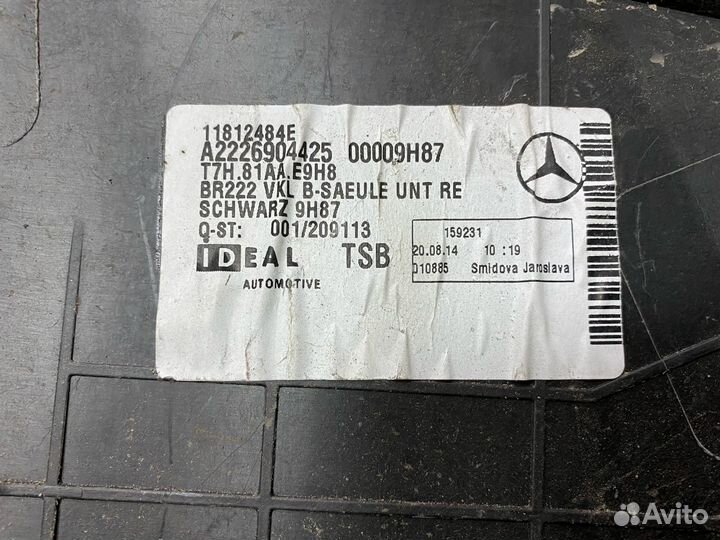 11812484E
A2226904425 00009H87
T7H.81AA.E9H8
BR222 VKL B-SAEULE UNT RE
SCHWARZ 9H87
Q-ST: 001/209113
IDEAL TSB
AUTOMOTIVE
159231
20.08.14 10:19
010885 Smidova Jaroslava
Avito